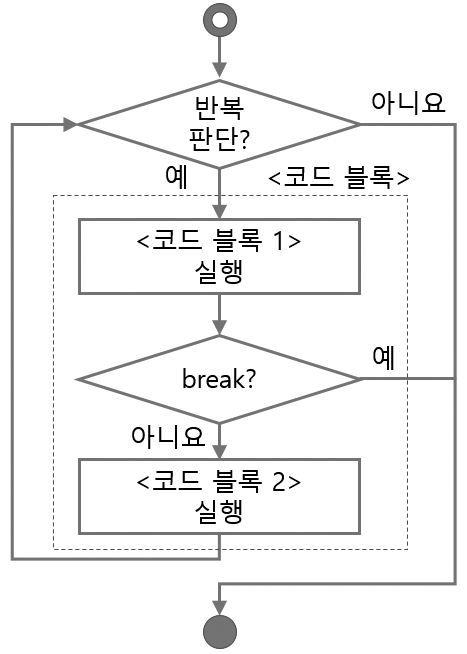 반복
판단?
아니요
예
<코드 블록>
<코드 블록 1>
실행
break?
예
아니요
<코드 블록 2>
실행